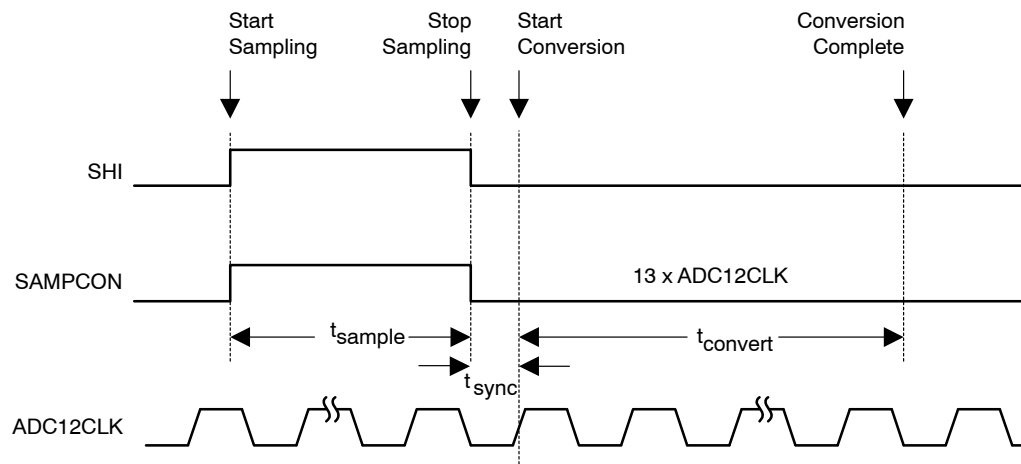 Start
Sampling
Stop
Sampling
Start
Conversion
Conversion
Complete
SHI
SAMPCON
13 x ADC12CLK
tsample
tconvert
tsync
ADC12CLK